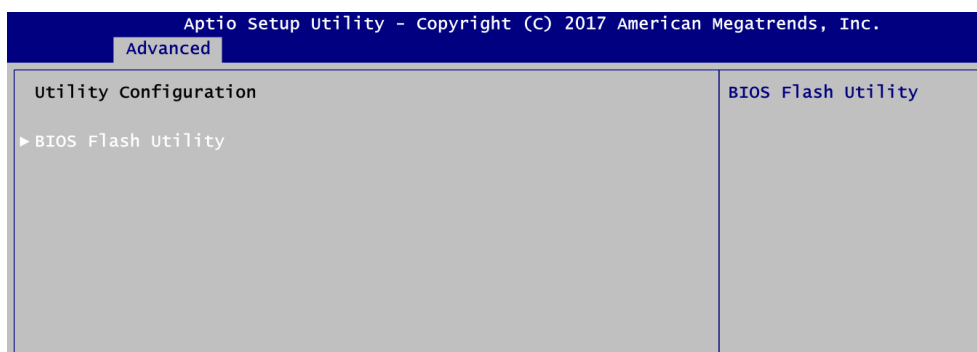 Aptio Setup Utility – Copyright (C) 2017 American Megatrends, Inc.
Advanced
Utility Configuration
BIOS Flash Utility
►BIOS Flash Utility